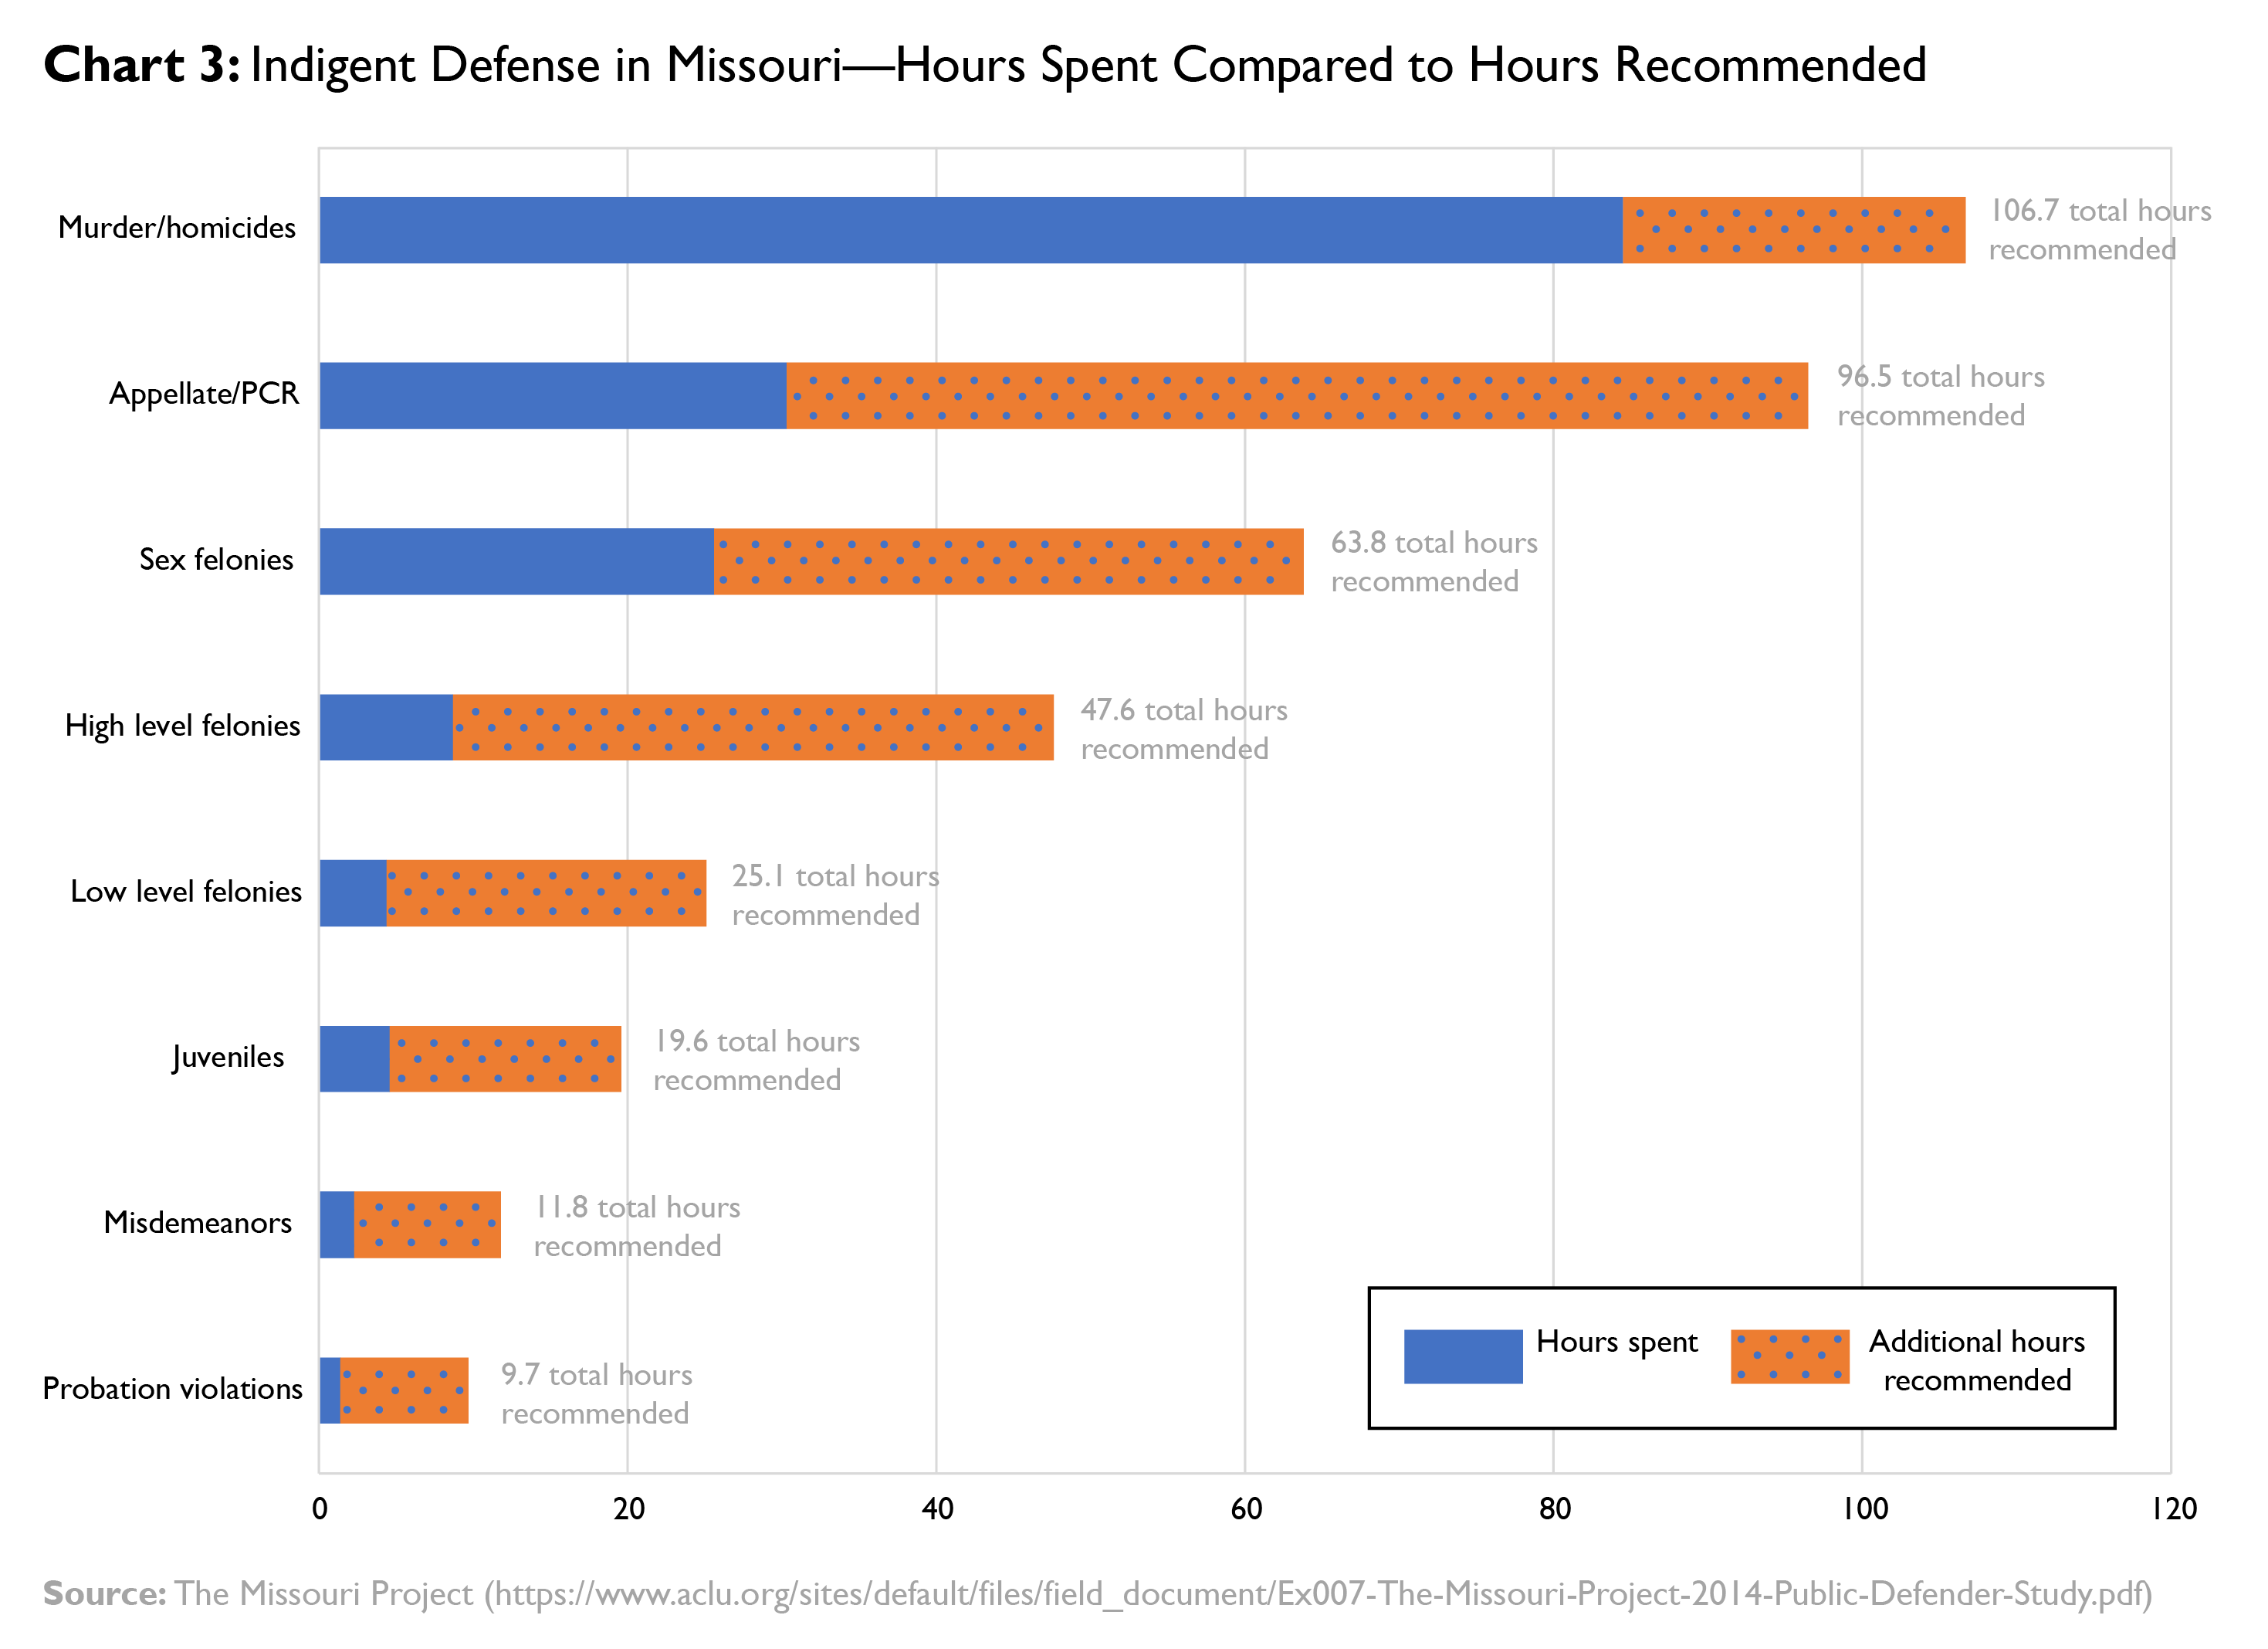 Chart 3: Indigent Defense in Missouri—Hours Spent Compared to Hours Recommended
Murder/homicides
106.7 total hours
recommended
Appellate/PCR
96.5 total hours
recommended
Sex felonies
63.8 total hours
recommended
High level felonies
47.6 total hours
recommended
Low level felonies
25.1 total hours
recommended
Juveniles
19.6 total hours
recommended
Misdemeanors
11.8 total hours
recommended
Probation violations
9.7 total hours
recommended
Hours spent
Additional hours
recommended
0 20 40 60 80 100 120
Source: The Missouri Project (https://www.aclu.org/sites/default/files/field_document/Ex007-The-Missouri-Project-2014-Public-Defender-Study.pdf)